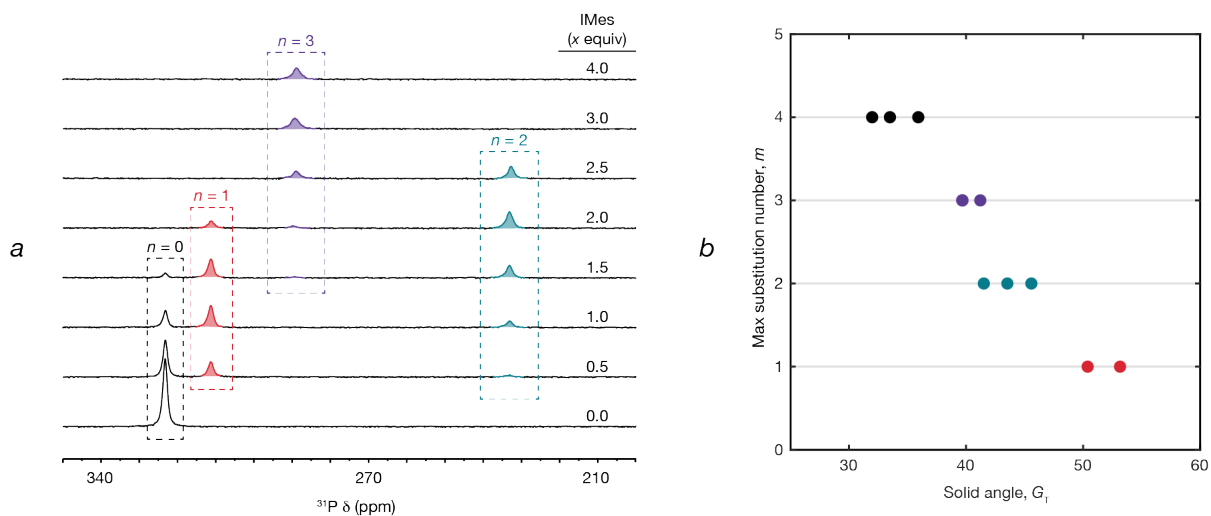 IMes
(x equiv)
n = 3
4.0
3.0
n = 2
2.5
n = 1
2.0
n = 0
1.5
1.0
0.5
0.0
340
270
210
³¹P δ (ppm)
a
b
Max substitution number, m
5
4
3
2
1
0
30
40
50
60
Solid angle, Gₜ